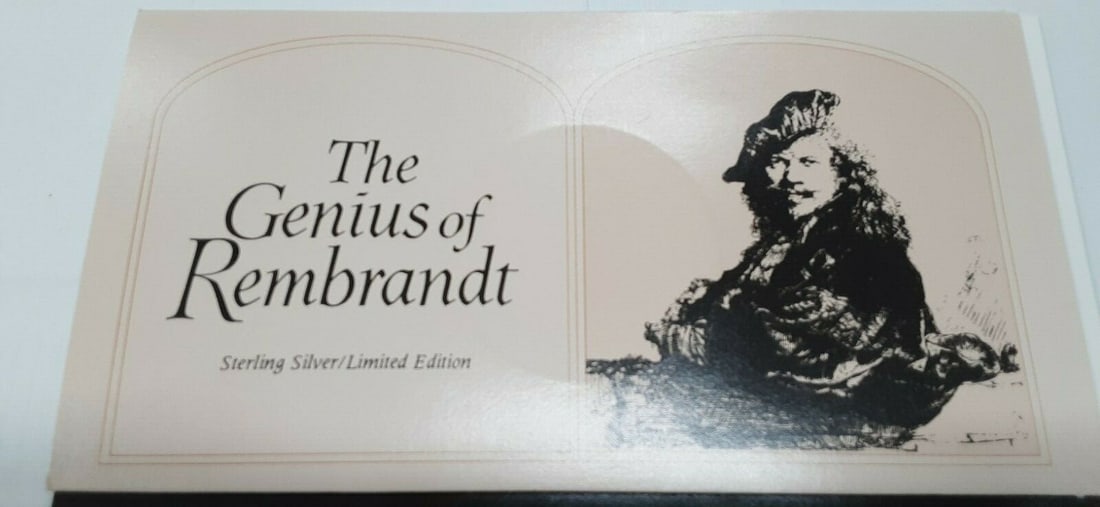 The
Genius of
Rembrandt
Sterling Silver/Limited Edition